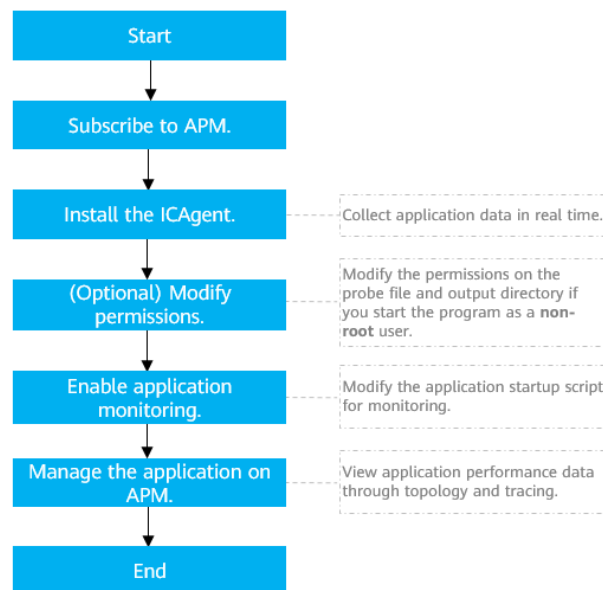 Start
Subscribe to APM.
Install the ICAgent.
Collect application data in real time.
(Optional) Modify
permissions.
Modify the permissions on the
probe file and output directory if
you start the program as a non-
root user.
Enable application
monitoring.
Modify the application startup script
for monitoring.
Manage the application on
APM.
View application performance data
through topology and tracing.
End